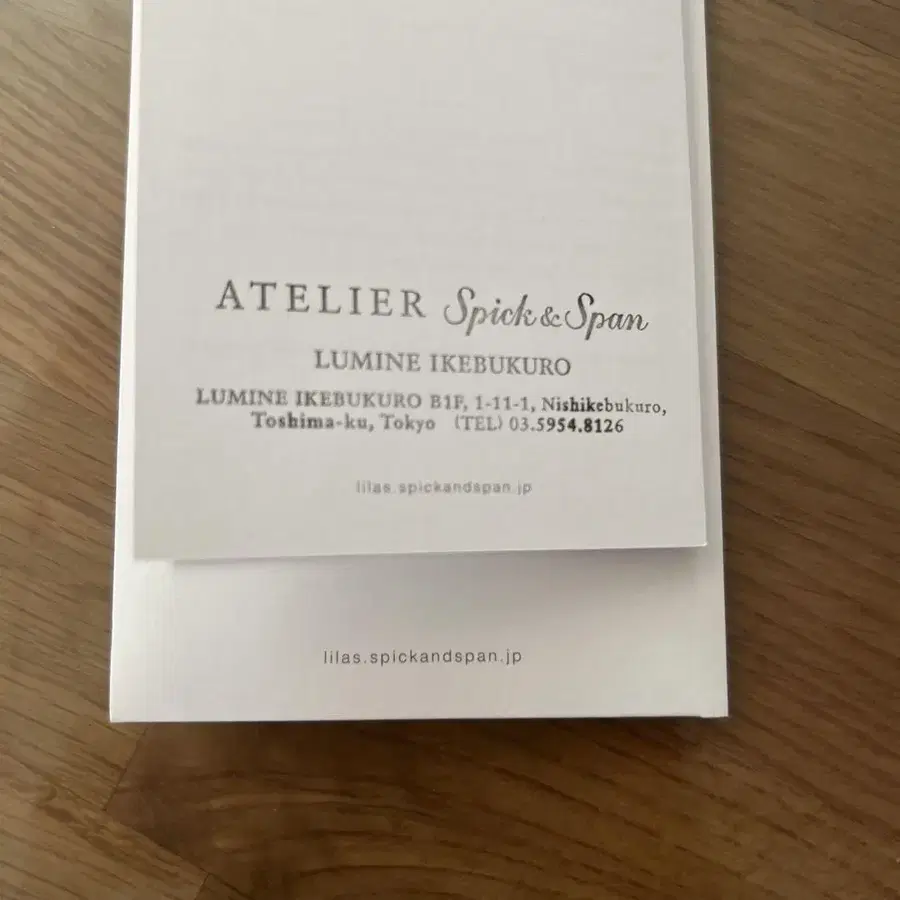 ATELIER Spick & Span
LUMINE IKEBUKURO
LUMINE IKEBUKURO B1F, 1-11-1, Nishikebukuro,
Toshima-ku, Tokyo (TEL) 03.5954.8126
lilas.spickandspan.jp
lilas.spickandspan.jp